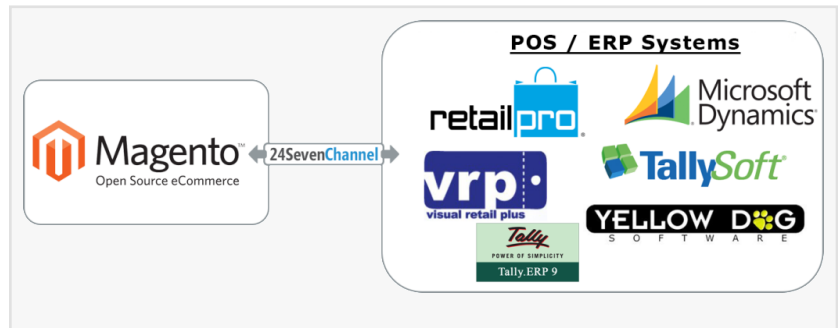 POS / ERP Systems
Magento™
Open Source eCommerce
24SevenChannel
retailpro®
Microsoft
Dynamics®
vrp
visual retail plus
TallySoft®
Tally
POWER OF SIMPLICITY
Tally.ERP 9
YELLOW DOG
SOFTWARE